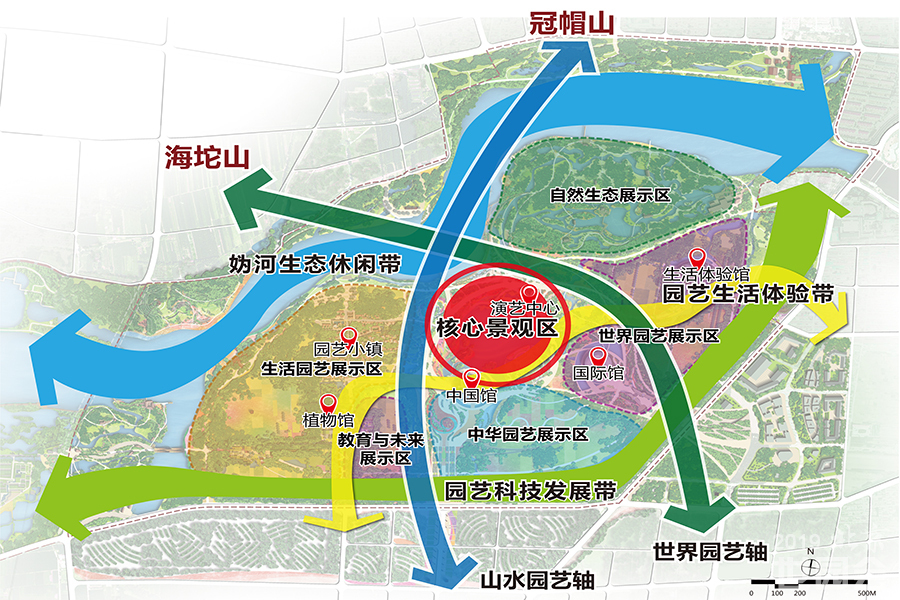 冠帽山
海坨山
自然生态展示区
妫河生态休闲带
生活体验馆
园艺生活体验带
演艺中心
核心景观区
世界园艺展示区
园艺小镇
生活园艺展示区
国际馆
中国馆
植物馆
教育与未来
展示区
中华园艺展示区
园艺科技发展带
世界园艺轴
山水园艺轴
N
0 100 200 500M